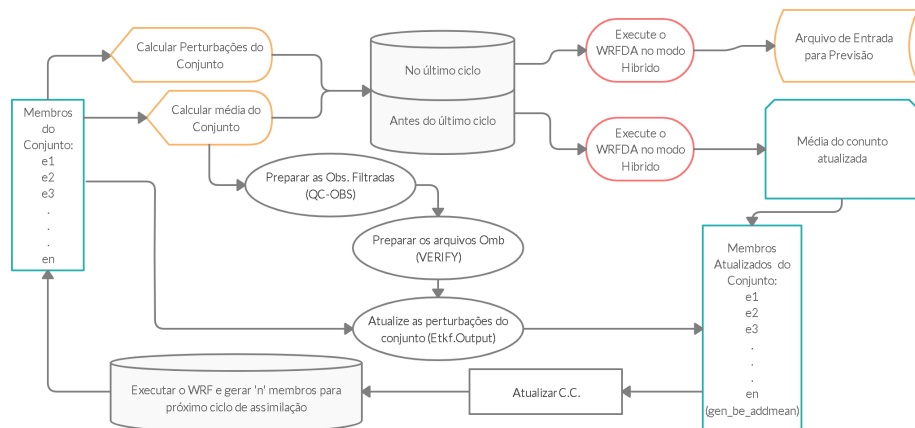 Calcular Perturbações do
Conjunto
Calcular média do
Conjunto
No último ciclo
Antes do último ciclo
Execute o
WRFDA no modo
Hibrido
Arquivo de Entrada
para Previsão
Execute o
WRFDA no modo
Hibrido
Média do conunto
atualizada
Membros
do
Conjunto:
e1
e2
e3
.
.
.
en
Preparar as Obs. Filtradas
(QC-OBS)
Preparar os arquivos Omb
(VERIFY)
Atualize as perturbações do
conjunto (Etkf.Output)
Membros
Atualizados do
Conjunto:
e1
e2
e3
.
.
.
en
(gen_be_addmean)
Executar o WRF e gerar 'n' membros para
próximo ciclo de assimilação
Atualizar C.C.